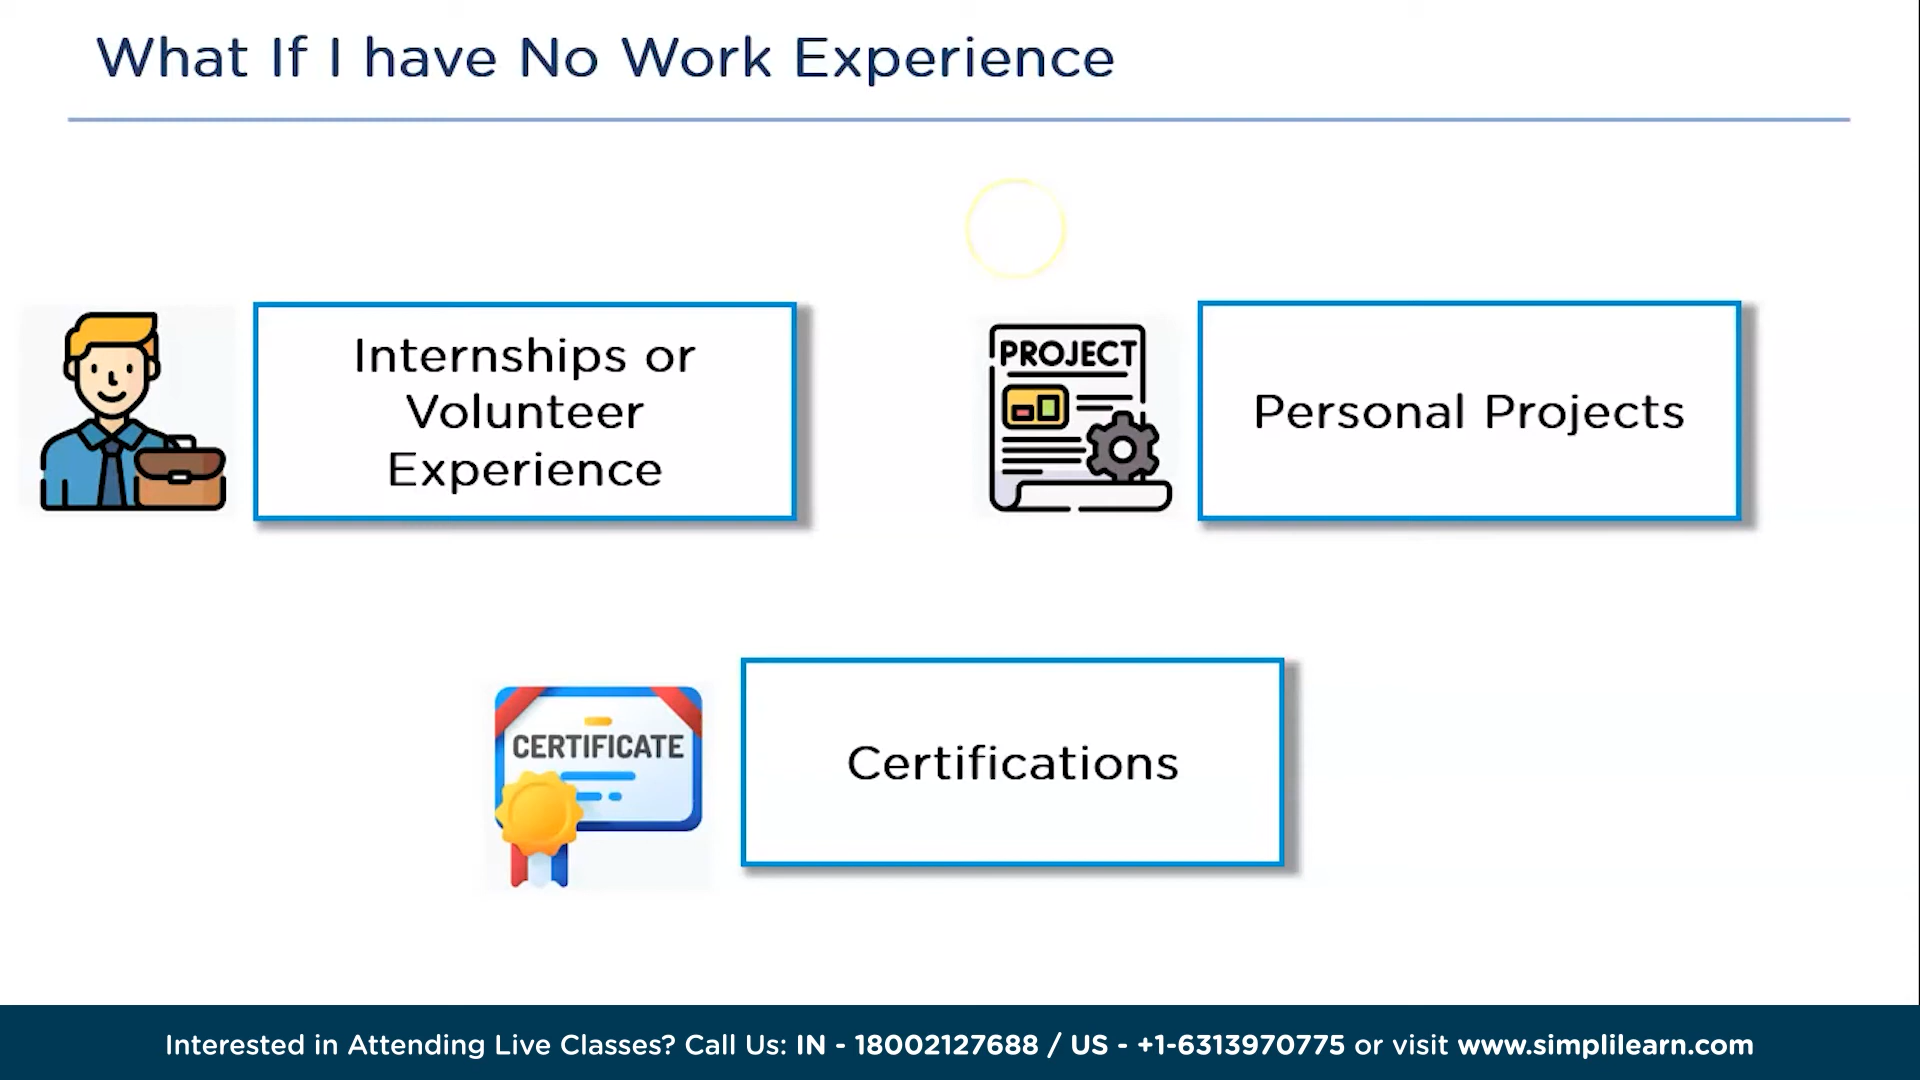 What If I have No Work Experience
Internships or
Volunteer
Experience
PROJECT
Personal Projects
CERTIFICATE
Certifications
Interested in Attending Live Classes? Call Us: IN - 18002127688 / US - +1-6313970775 or visit www.simplilearn.com